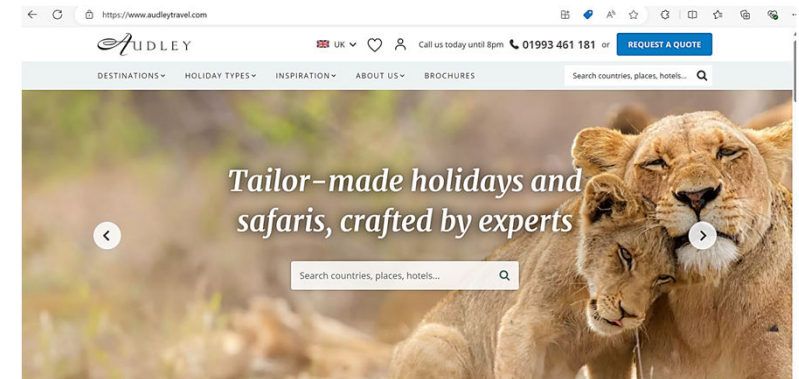 https://www.audleytravel.com
AUDLEY
UK
Call us today until 8pm 01993 461 181 or REQUEST A QUOTE
DESTINATIONS HOLIDAY TYPES INSPIRATION ABOUT US BROCHURES Search countries, places, hotels...
Tailor-made holidays and
safaris, crafted by experts
Search countries, places, hotels...